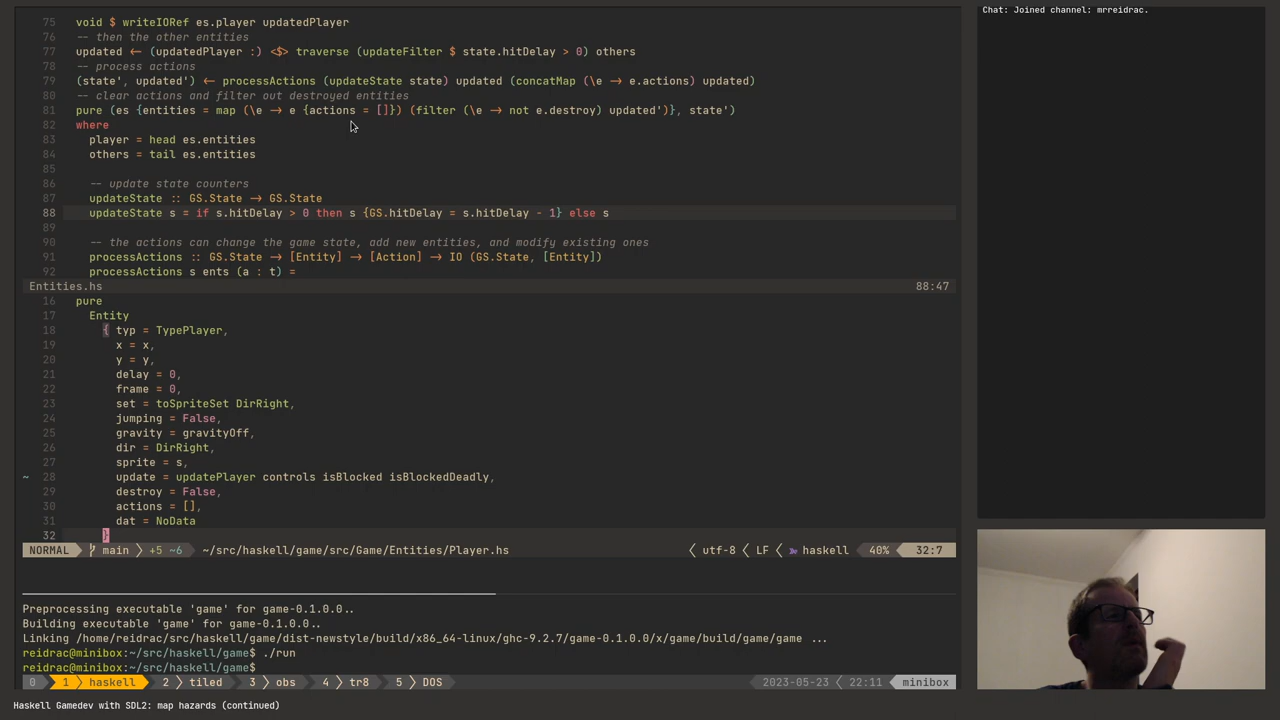 75 void $ writeIORef es.player updatedPlayer
76 -- then the other entities
77 updated <- (updatedPlayer :) <$> traverse (updateFilter $ state.hitDelay > 0) others
78 -- process actions
79 (state', updated') <- processActions (updateState state) updated (concatMap (\e -> e.actions) updated)
80 -- clear actions and filter out destroyed entities
81 pure (es {entities = map (\e -> e {actions = []}) (filter (\e -> not e.destroy) updated')}, state')
82 where
83 player = head es.entities
84 others = tail es.entities
85
86 -- update state counters
87 updateState :: GS.State -> GS.State
88 updateState s = if s.hitDelay > 0 then s {GS.hitDelay = s.hitDelay - 1} else s
89
90 -- the actions can change the game state, add new entities, and modify existing ones
91 processActions :: GS.State -> [Entity] -> [Action] -> IO (GS.State, [Entity])
92 processActions s ents (a : t) =
Entities.hs 88:47
16 pure
17 Entity
18 { typ = TypePlayer,
19 x = x,
20 y = y,
21 delay = 0,
22 frame = 0,
23 set = toSpriteSet DirRight,
24 jumping = False,
25 gravity = gravityOff,
26 dir = DirRight,
27 sprite = s,
~ 28 update = updatePlayer controls isBlocked isBlockedDeadly,
29 destroy = False,
30 actions = [],
31 dat = NoData
32 }
NORMAL main +5 ~6 ~/src/haskell/game/src/Game/Entities/Player.hs utf-8 LF haskell 40% 32:7
Preprocessing executable 'game' for game-0.1.0.0..
Building executable 'game' for game-0.1.0.0..
Linking /home/reidrac/src/haskell/game/dist-newstyle/build/x86_64-linux/ghc-9.2.7/game-0.1.0.0/x/game/build/game/game ...
reidrac@minibox:~/src/haskell/game$ ./run
reidrac@minibox:~/src/haskell/game$
0 1 haskell 2 tiled 3 obs 4 tr8 5 DOS 2023-05-23 22:11 minibox
Haskell Gamedev with SDL2: map hazards (continued)
Chat: Joined channel: mrreidrac.